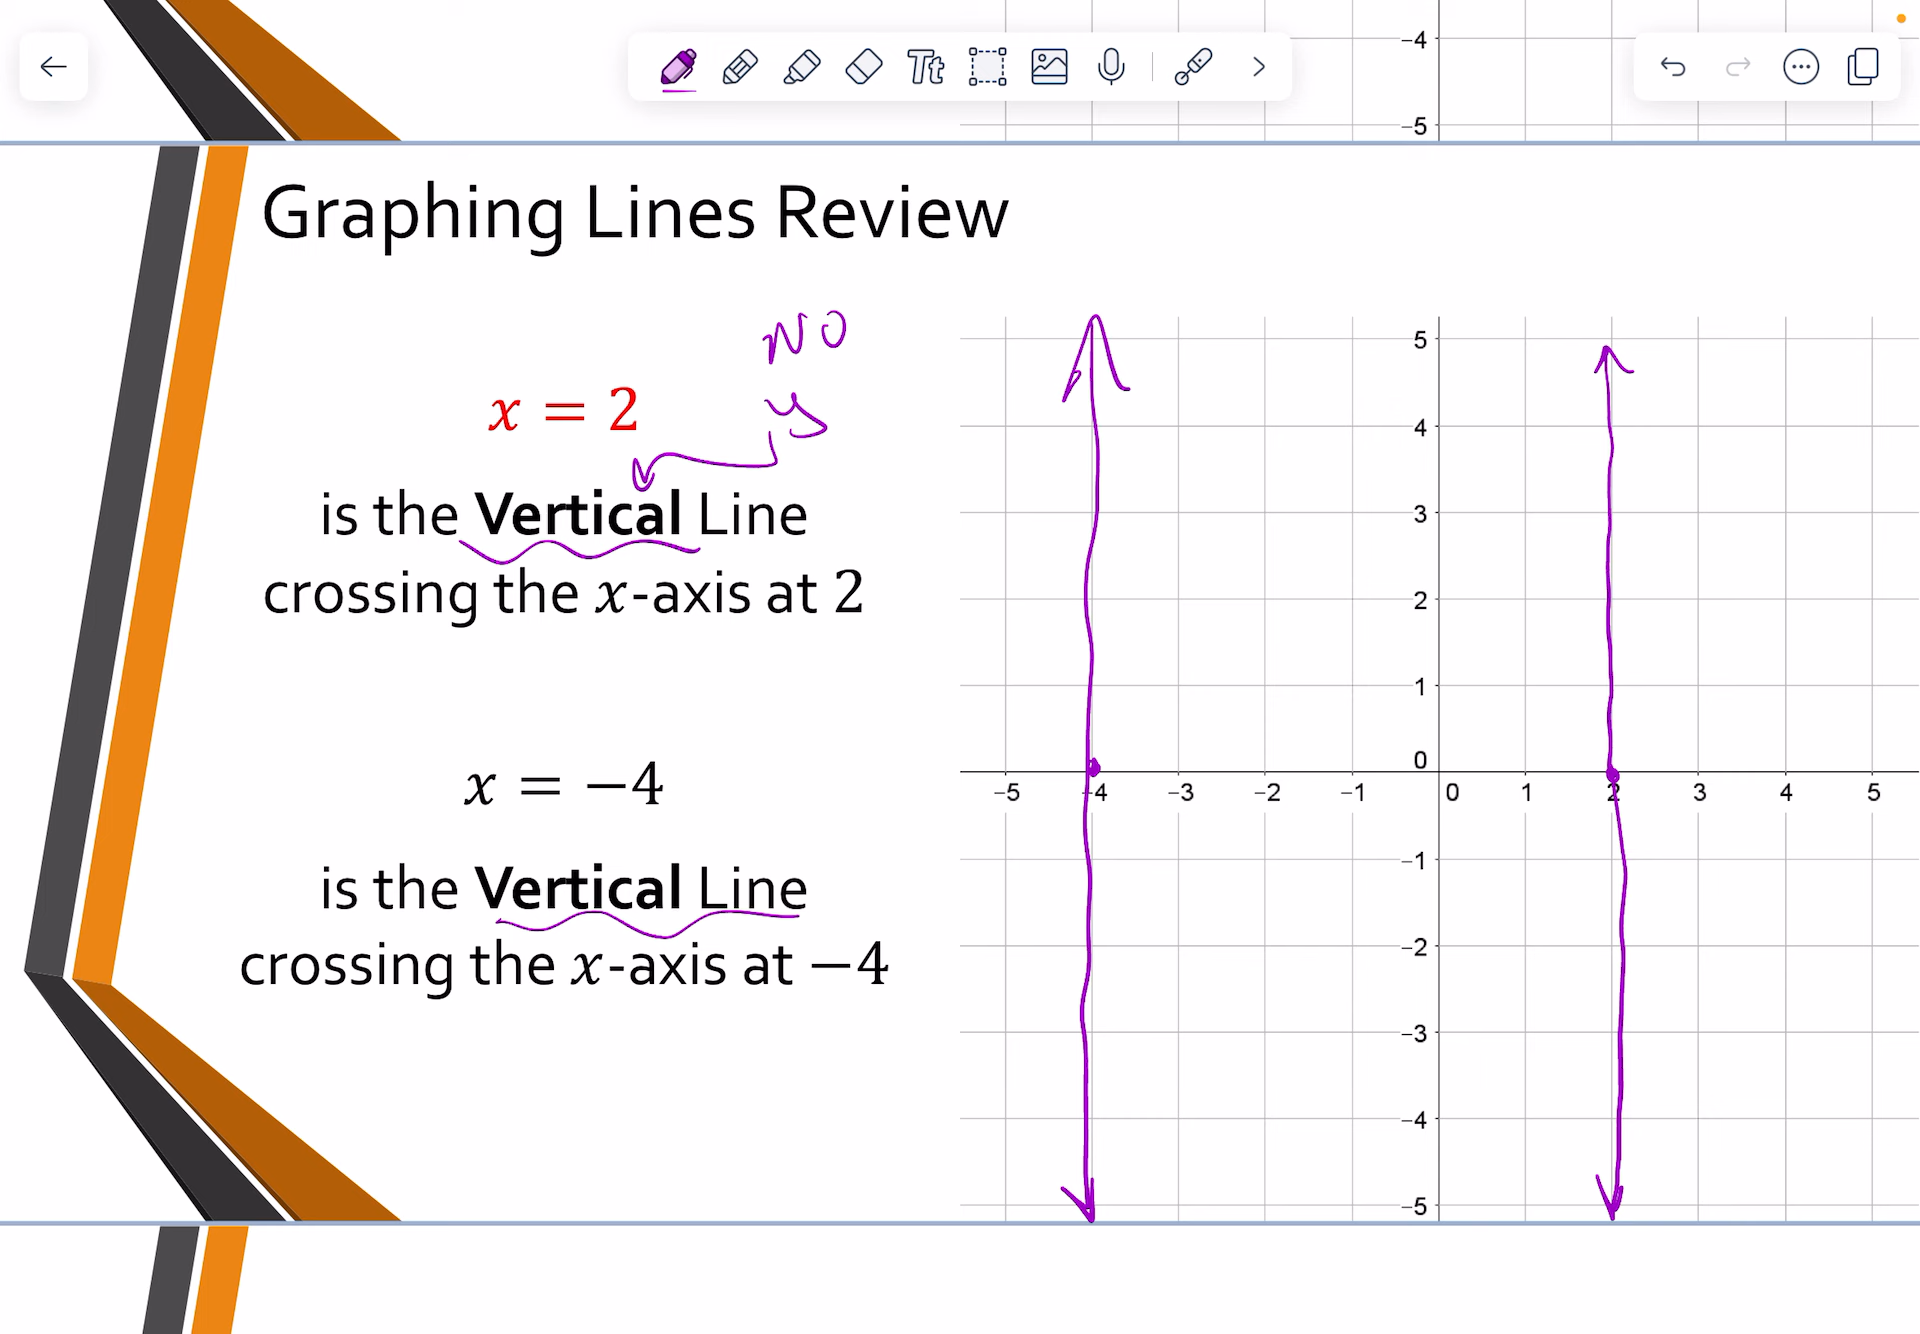 Tt
-4
-5
Graphing Lines Review
NO
y
x = 2
is the Vertical Line
crossing the x-axis at 2
x = −4
is the Vertical Line
crossing the x-axis at −4
5
4
3
2
1
0
-5 -4 -3 -2 -1 0 1 2 3 4 5
-1
-2
-3
-4
-5